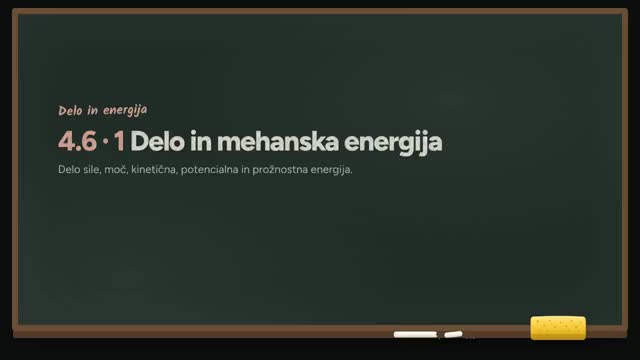 Delo in energija
4.6 · 1 Delo in mehanska energija
Delo sile, moč, kinetična, potencialna in prožnostna energija.